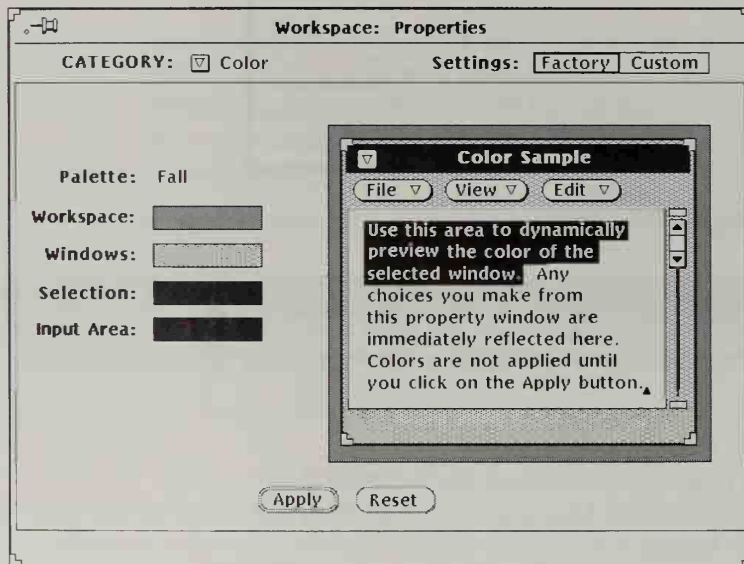 Workspace: Properties
CATEGORY: Color Settings: Factory Custom
Palette: Fall
Workspace:
Windows:
Selection:
Input Area:
Color Sample
File View Edit
Use this area to dynamically
preview the color of the
selected window. Any
choices you make from
this property window are
immediately reflected here.
Colors are not applied until
you click on the Apply button.
Apply Reset